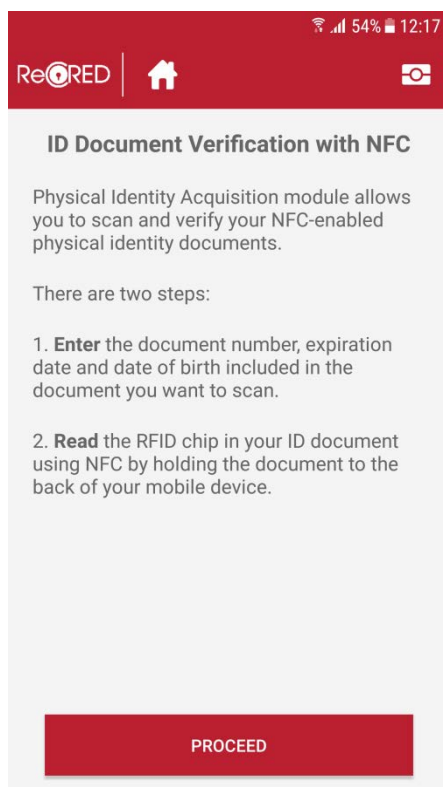 54% 12:17
ReCRED
ID Document Verification with NFC
Physical Identity Acquisition module allows
you to scan and verify your NFC-enabled
physical identity documents.
There are two steps:
1. Enter the document number, expiration
date and date of birth included in the
document you want to scan.
2. Read the RFID chip in your ID document
using NFC by holding the document to the
back of your mobile device.
PROCEED